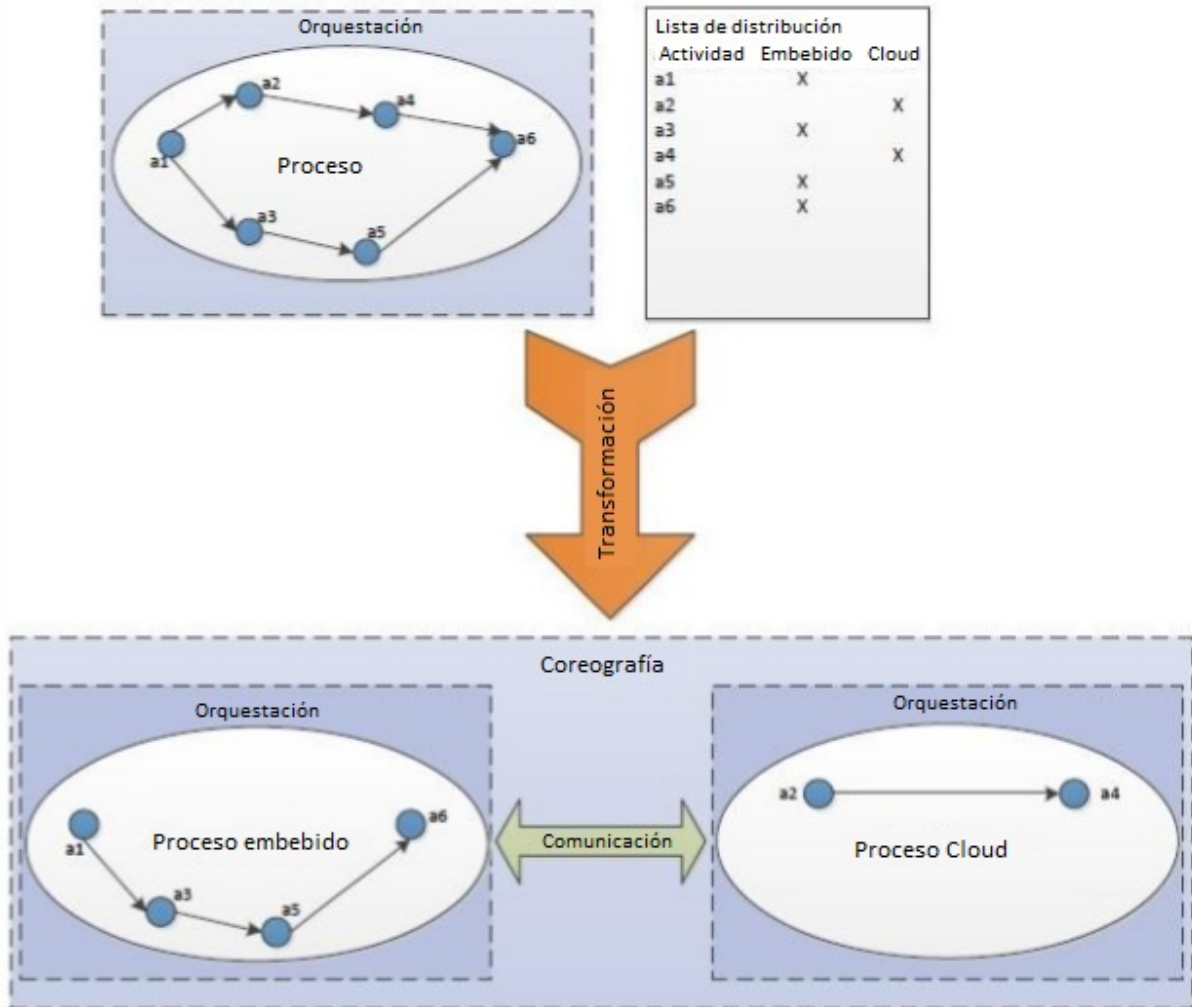 Orquestación
a2
a4
a6
a1
Proceso
a3
a5
Lista de distribución
Actividad Embebido Cloud
a1 X
a2 X
a3 X
a4 X
a5 X
a6 X
Transformación
Coreografía
Orquestación
a6
a1
Proceso embebido
a3
a5
Comunicación
Orquestación
a2
a4
Proceso Cloud